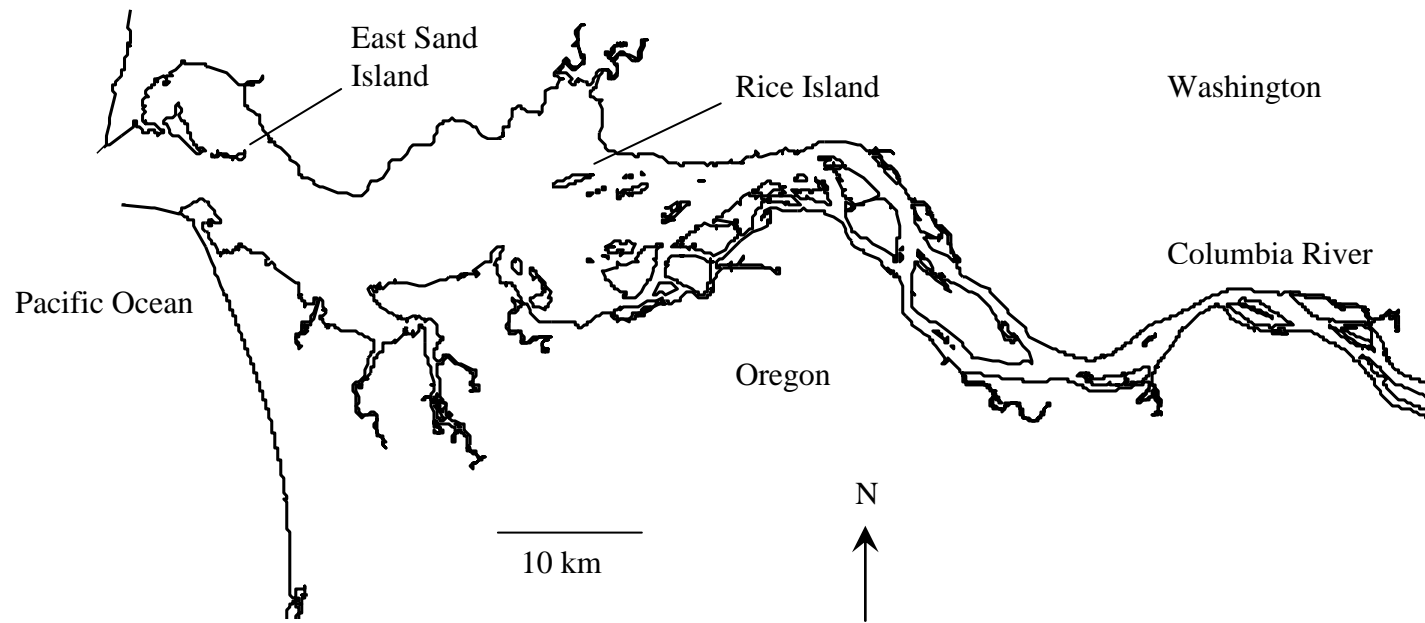 East Sand
Island
Rice Island
Washington
Columbia River
Pacific Ocean
Oregon
N
10 km